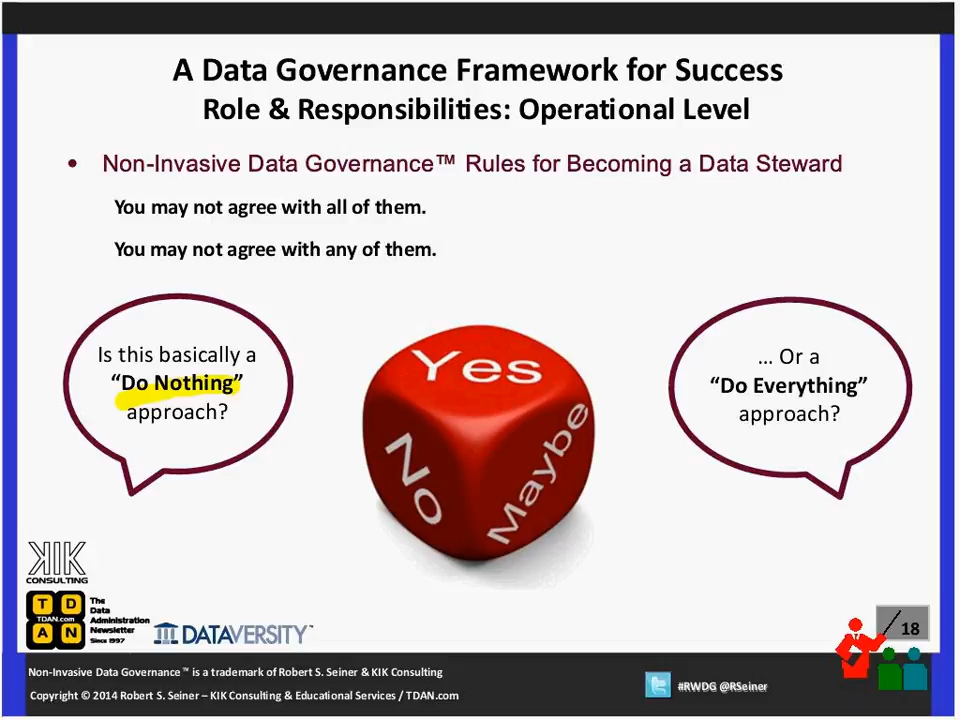 A Data Governance Framework for Success
Role & Responsibilities: Operational Level
• Non-Invasive Data Governance™ Rules for Becoming a Data Steward
You may not agree with all of them.
You may not agree with any of them.
Is this basically a
“Do Nothing”
approach?
Yes
No
Maybe
… Or a
“Do Everything”
approach?
KIK
CONSULTING
T D
TDAN.com
A N
The
Data
Administration
Newsletter
Since 1997
DATAVERSITY™
18
Non-Invasive Data Governance™ is a trademark of Robert S. Seiner & KIK Consulting
Copyright © 2014 Robert S. Seiner – KIK Consulting & Educational Services / TDAN.com
#RWDG @RSeiner